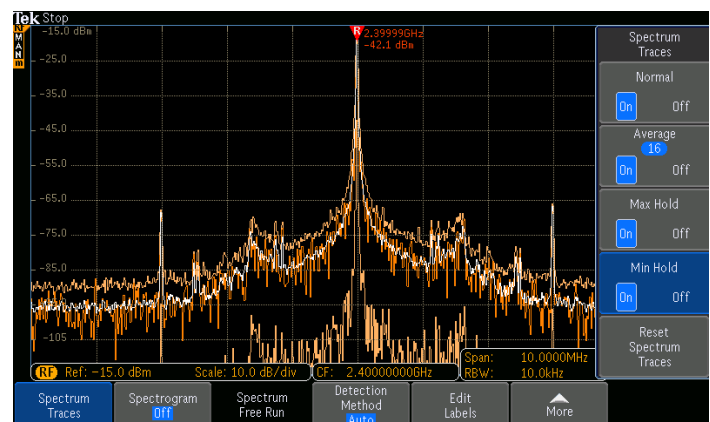 Tek Stop
RF
M
A
N
m
-15.0 dBm
-25.0
-35.0
-45.0
-55.0
-65.0
-75.0
-85.0
-105
R
2.39999GHz
-42.1 dBm
Span: 10.0000MHz
RBW: 10.0kHz
RF Ref: -15.0 dBm Scale: 10.0 dB/div CF: 2.40000000GHz
Spectrum
Traces
Normal
On Off
Average
16
On Off
Max Hold
On Off
Min Hold
On Off
Reset
Spectrum
Traces
Spectrum
Traces
Spectrogram
Off
Spectrum
Free Run
Detection
Method
Auto
Edit
Labels
More